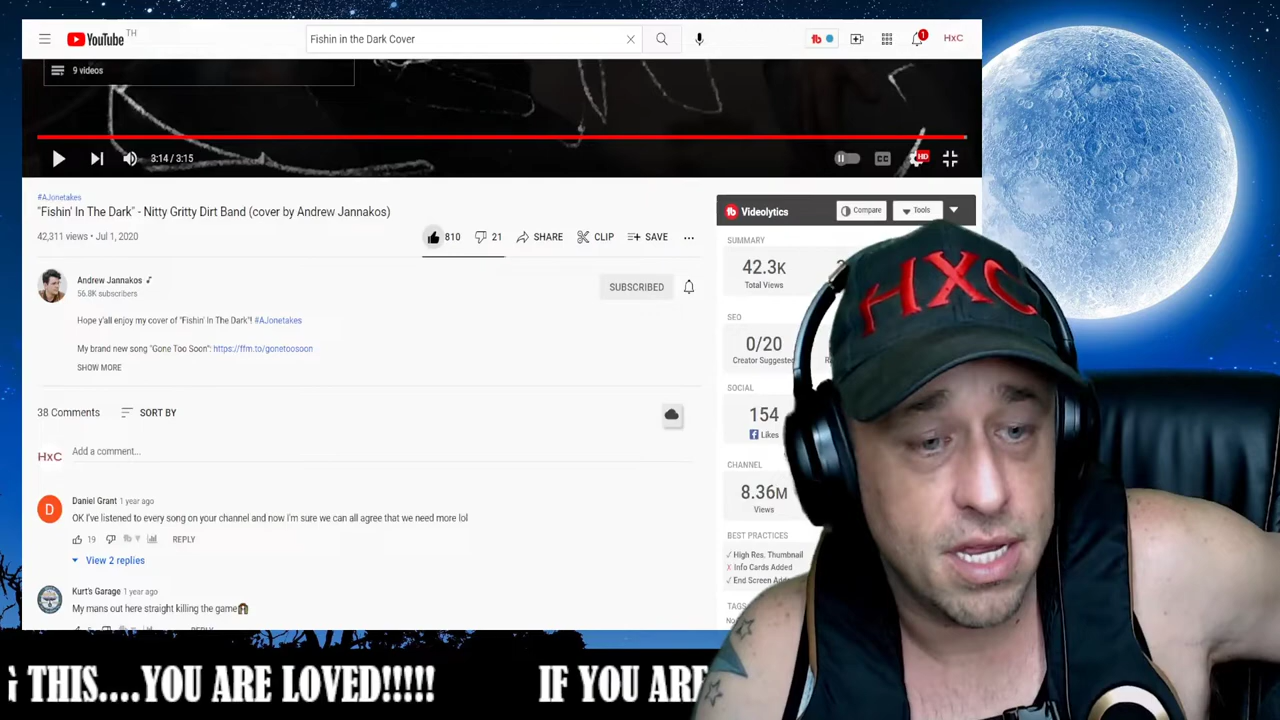 YouTube TH
Fishin in the Dark Cover
1
HxC
9 videos
3:14 / 3:15
CC
HD
#AJonetakes
"Fishin' In The Dark" - Nitty Gritty Dirt Band (cover by Andrew Jannakos)
42,311 views • Jul 1, 2020
810
21
SHARE
CLIP
SAVE
Andrew Jannakos
56.8K subscribers
SUBSCRIBED
Hope y'all enjoy my cover of "Fishin' In The Dark"! #AJonetakes
My brand new song "Gone Too Soon": https://ffm.to/gonetoosoon
SHOW MORE
38 Comments
SORT BY
HxC
Add a comment...
Daniel Grant 1 year ago
OK I've listened to every song on your channel and now I'm sure we can all agree that we need more lol
19
REPLY
View 2 replies
Kurt's Garage 1 year ago
My mans out here straight killing the game
Videolytics
Compare
Tools
SUMMARY
42.3K
Total Views
SEO
0/20
Creator Suggested
SOCIAL
154
Likes
CHANNEL
8.36M
Views
BEST PRACTICES
High Res. Thumbnail
Info Cards Added
End Screen
TAGS
HXC
THIS....YOU ARE LOVED!!!!!
IF YOU ARE